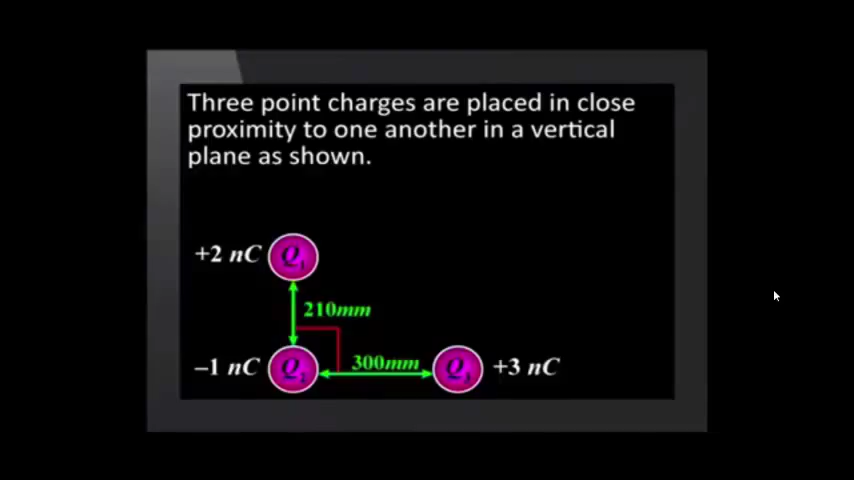 Three point charges are placed in close
proximity to one another in a vertical
plane as shown.
+2 nC Q₁
210mm
–1 nC Q₂ 300mm Q₃ +3 nC